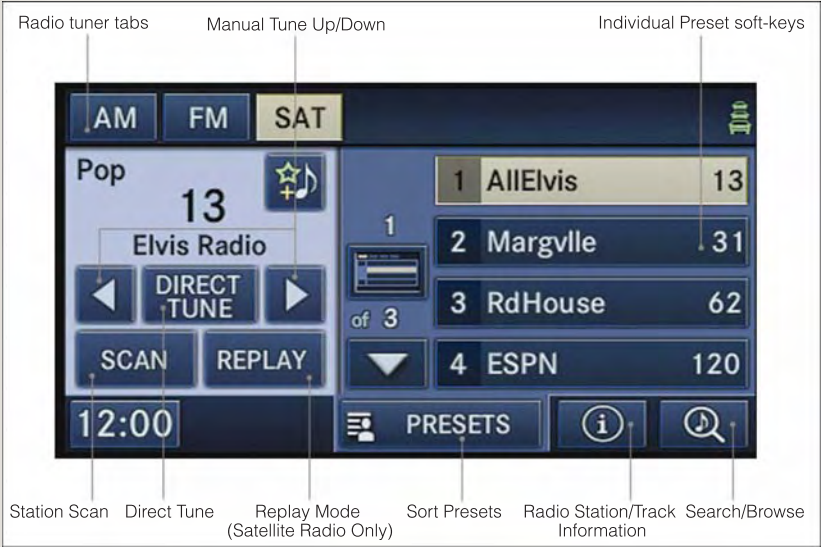 Radio tuner tabs
Manual Tune Up/Down
Individual Preset soft-keys
AM
FM
SAT
Pop
13
Elvis Radio
DIRECT
TUNE
SCAN
REPLAY
12:00
1
of 3
1 AllElvis 13
2 Margvlle 31
3 RdHouse 62
4 ESPN 120
PRESETS
i
Station Scan
Direct Tune
Replay Mode
(Satellite Radio Only)
Sort Presets
Radio Station/Track
Information
Search/Browse